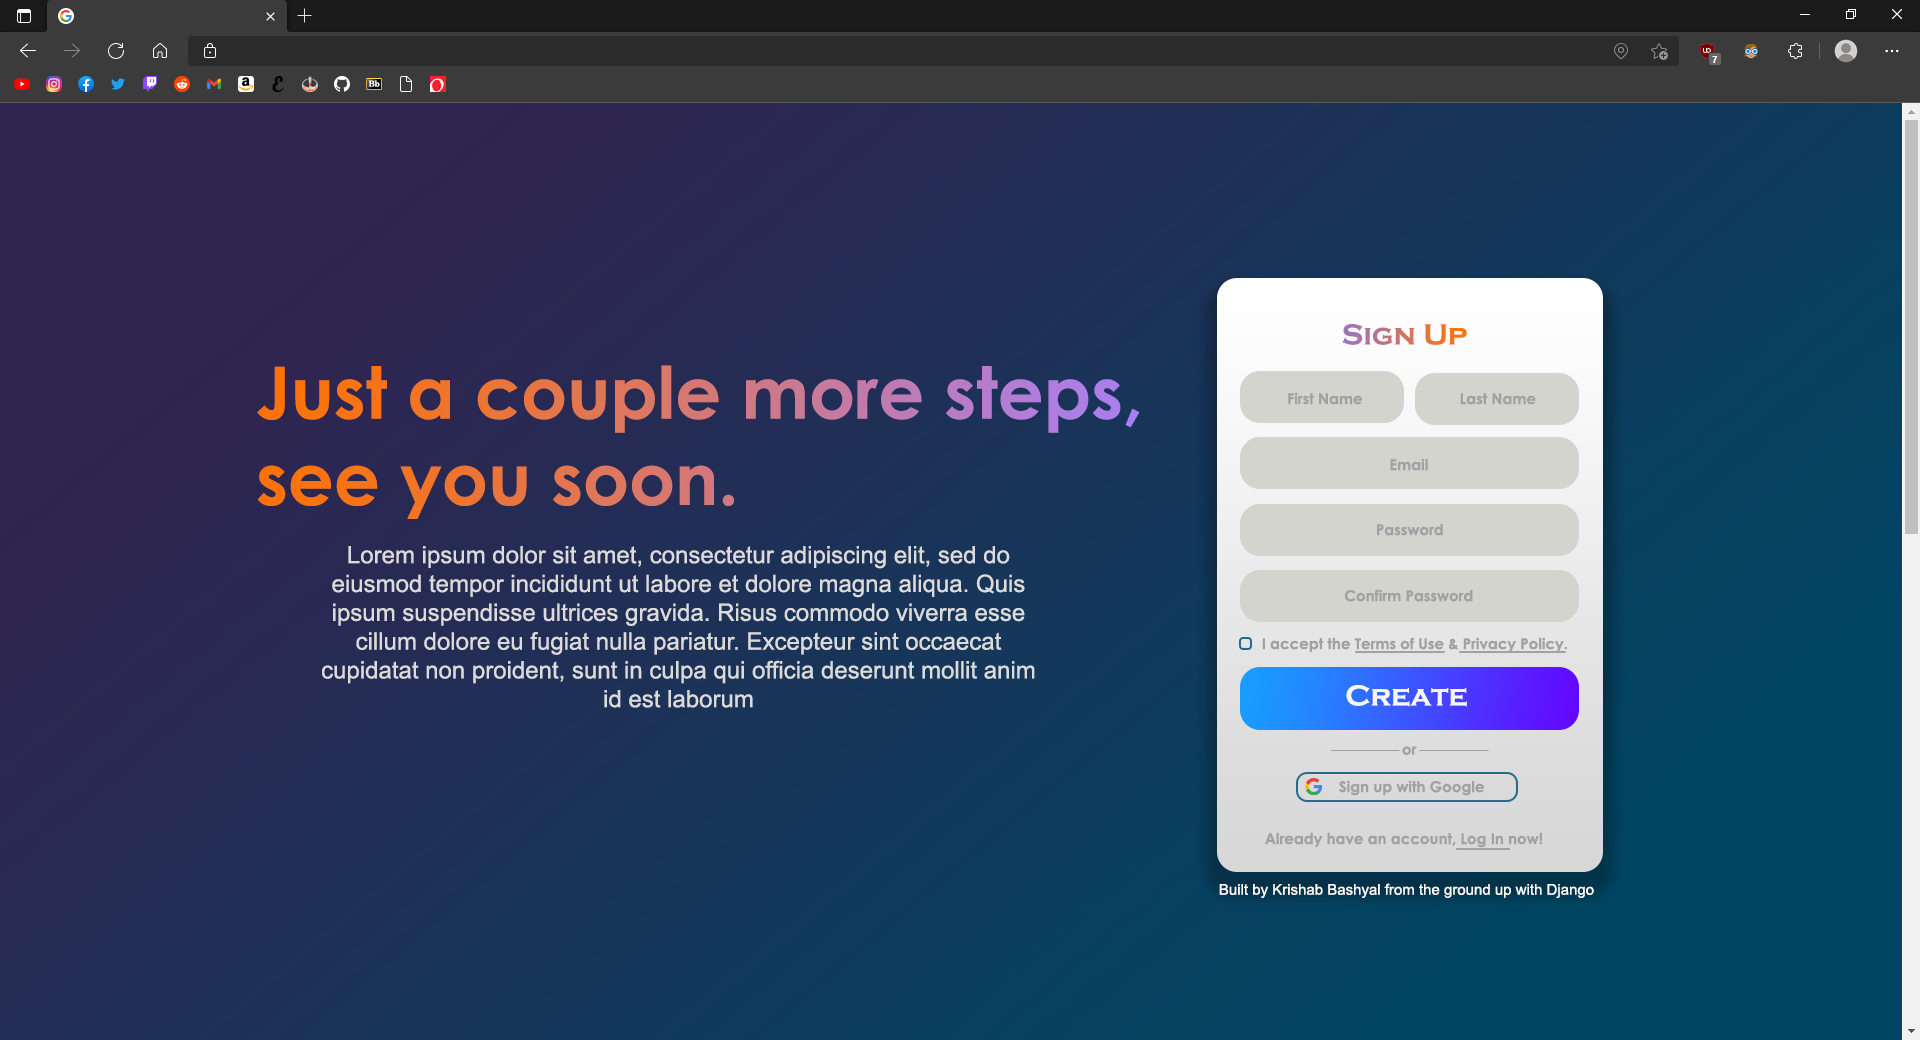 7
a
Bb
Just a couple more steps,
see you soon.
Lorem ipsum dolor sit amet, consectetur adipiscing elit, sed do
eiusmod tempor incididunt ut labore et dolore magna aliqua. Quis
ipsum suspendisse ultrices gravida. Risus commodo viverra esse
cillum dolore eu fugiat nulla pariatur. Excepteur sint occaecat
cupidatat non proident, sunt in culpa qui officia deserunt mollit anim
id est laborum
Sign Up
First Name
Last Name
Email
Password
Confirm Password
I accept the Terms of Use & Privacy Policy.
Create
or
Sign up with Google
Already have an account, Log In now!
Built by Krishab Bashyal from the ground up with Django